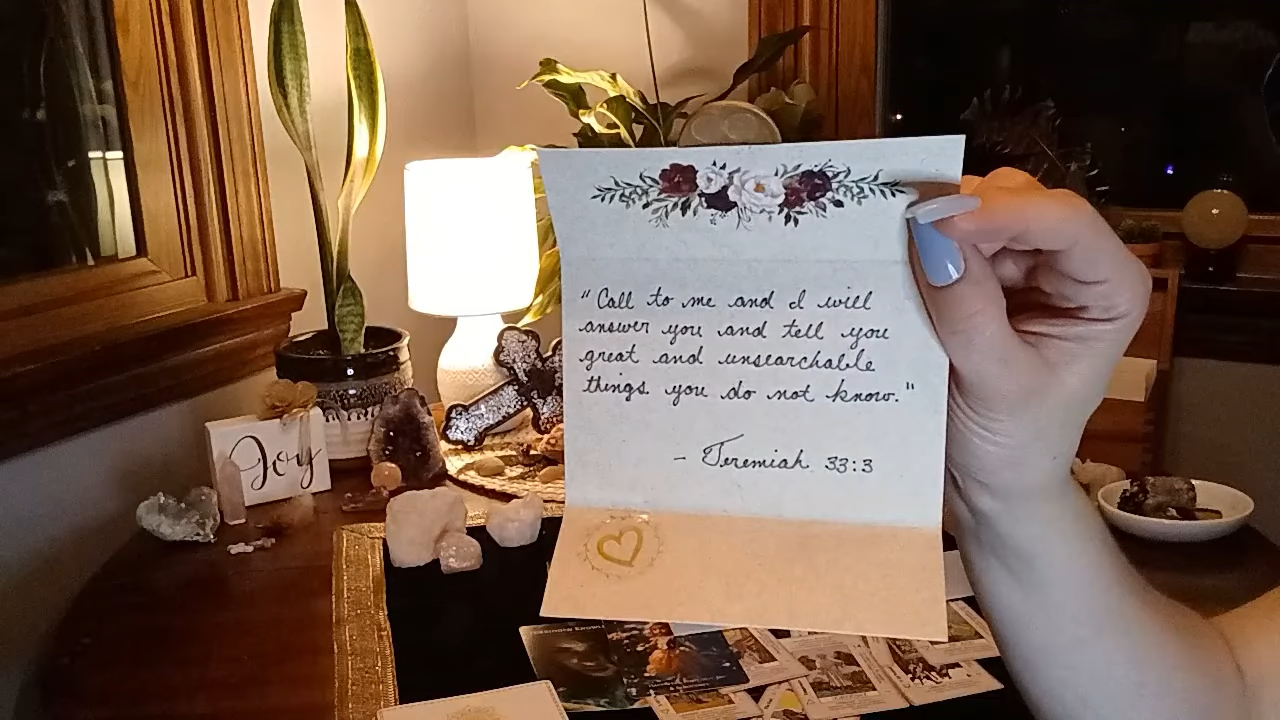 "Call to me and I will
answer you and tell you
great and unsearchable
things you do not know."
- Jeremiah 33:3
Joy